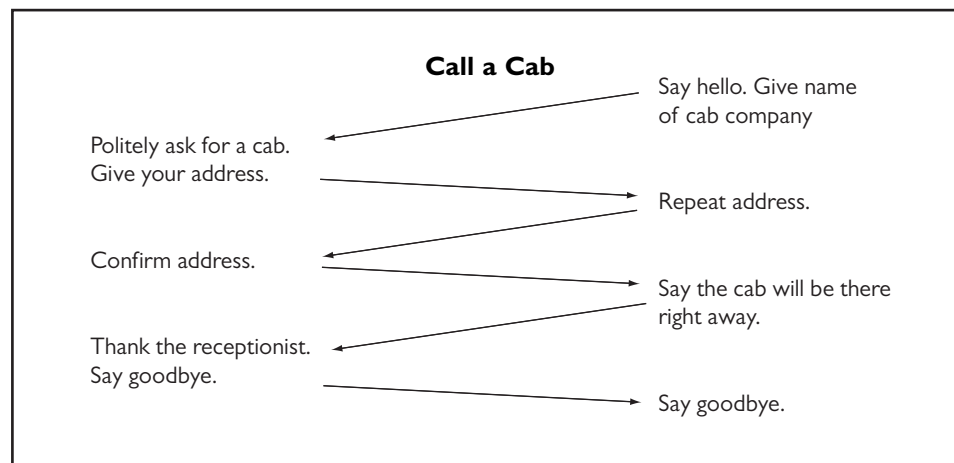 Call a Cab
Say hello. Give name
of cab company
Politely ask for a cab.
Give your address.
Repeat address.
Confirm address.
Say the cab will be there
right away.
Thank the receptionist.
Say goodbye.
Say goodbye.